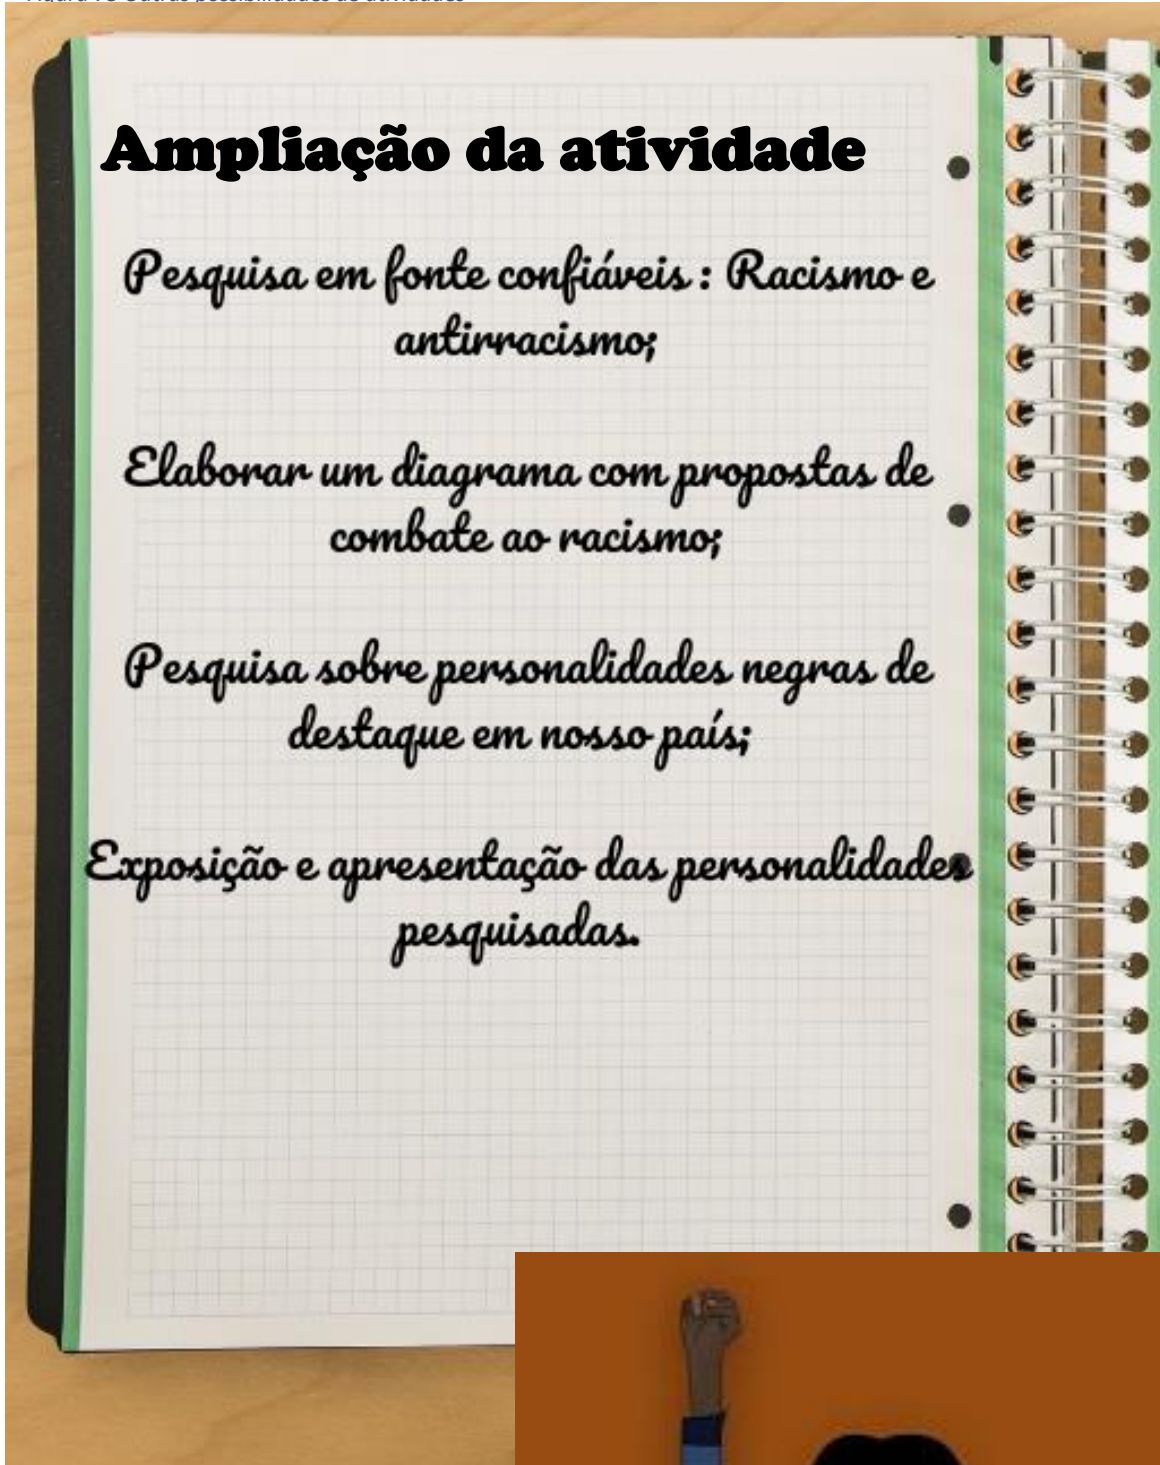 Ampliação da atividade
Pesquisa em fonte confiáveis : Racismo e
antirracismo;
Elaborar um diagrama com propostas de
combate ao racismo;
Pesquisa sobre personalidades negras de
destaque em nosso país;
Exposição e apresentação das personalidades
pesquisadas.